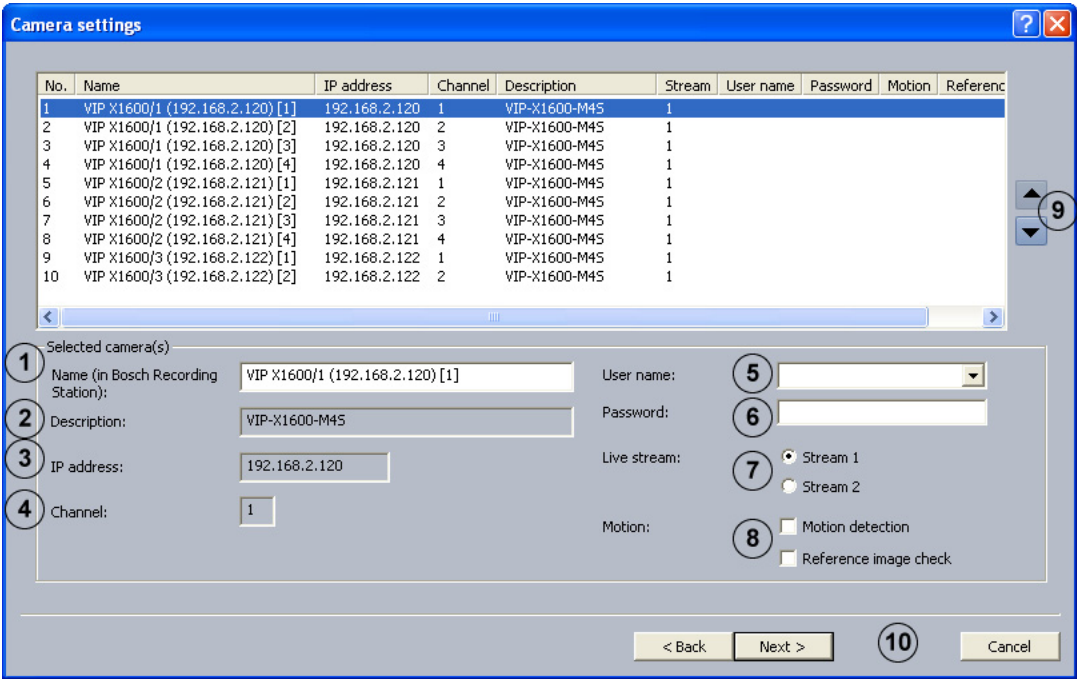 Camera settings
No. Name IP address Channel Description Stream User name Password Motion Referenc
1 VIP X1600/1 (192.168.2.120) [1] 192.168.2.120 1 VIP-X1600-M4S 1
2 VIP X1600/1 (192.168.2.120) [2] 192.168.2.120 2 VIP-X1600-M4S 1
3 VIP X1600/1 (192.168.2.120) [3] 192.168.2.120 3 VIP-X1600-M4S 1
4 VIP X1600/1 (192.168.2.120) [4] 192.168.2.120 4 VIP-X1600-M4S 1
5 VIP X1600/2 (192.168.2.121) [1] 192.168.2.121 1 VIP-X1600-M4S 1
6 VIP X1600/2 (192.168.2.121) [2] 192.168.2.121 2 VIP-X1600-M4S 1
7 VIP X1600/2 (192.168.2.121) [3] 192.168.2.121 3 VIP-X1600-M4S 1
8 VIP X1600/2 (192.168.2.121) [4] 192.168.2.121 4 VIP-X1600-M4S 1
9 VIP X1600/3 (192.168.2.122) [1] 192.168.2.122 1 VIP-X1600-M4S 1
10 VIP X1600/3 (192.168.2.122) [2] 192.168.2.122 2 VIP-X1600-M4S 1
9
Selected camera(s)
1 Name (in Bosch Recording
Station): VIP X1600/1 (192.168.2.120) [1]
2 Description: VIP-X1600-M4S
3 IP address: 192.168.2.120
4 Channel: 1
User name: 5
Password: 6
Live stream: 7 Stream 1
Stream 2
Motion: 8 Motion detection
Reference image check
< Back Next > 10 Cancel